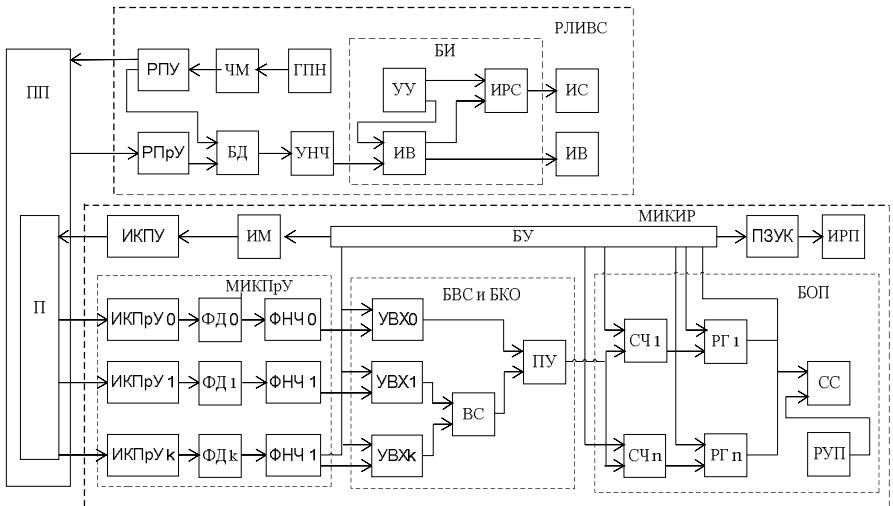 РЛИВС
БИ
РПУ
ЧМ
ГПН
УУ
ИРС
ИС
ПП
РПрУ
БД
УНЧ
ИВ
ИВ
МИКИР
ИКПУ
ИМ
БУ
ПЗУК
ИРП
МИКПрУ
БВС и БКО
БОП
П
ИКПрУ 0
ФД 0
ФНЧ 0
УВХ0
СЧ 1
РГ 1
ПУ
ИКПрУ 1
ФД 1
ФНЧ 1
УВХ1
ВС
СС
ИКПрУ k
ФД k
ФНЧ 1
УВХk
СЧ n
РГ n
РУП